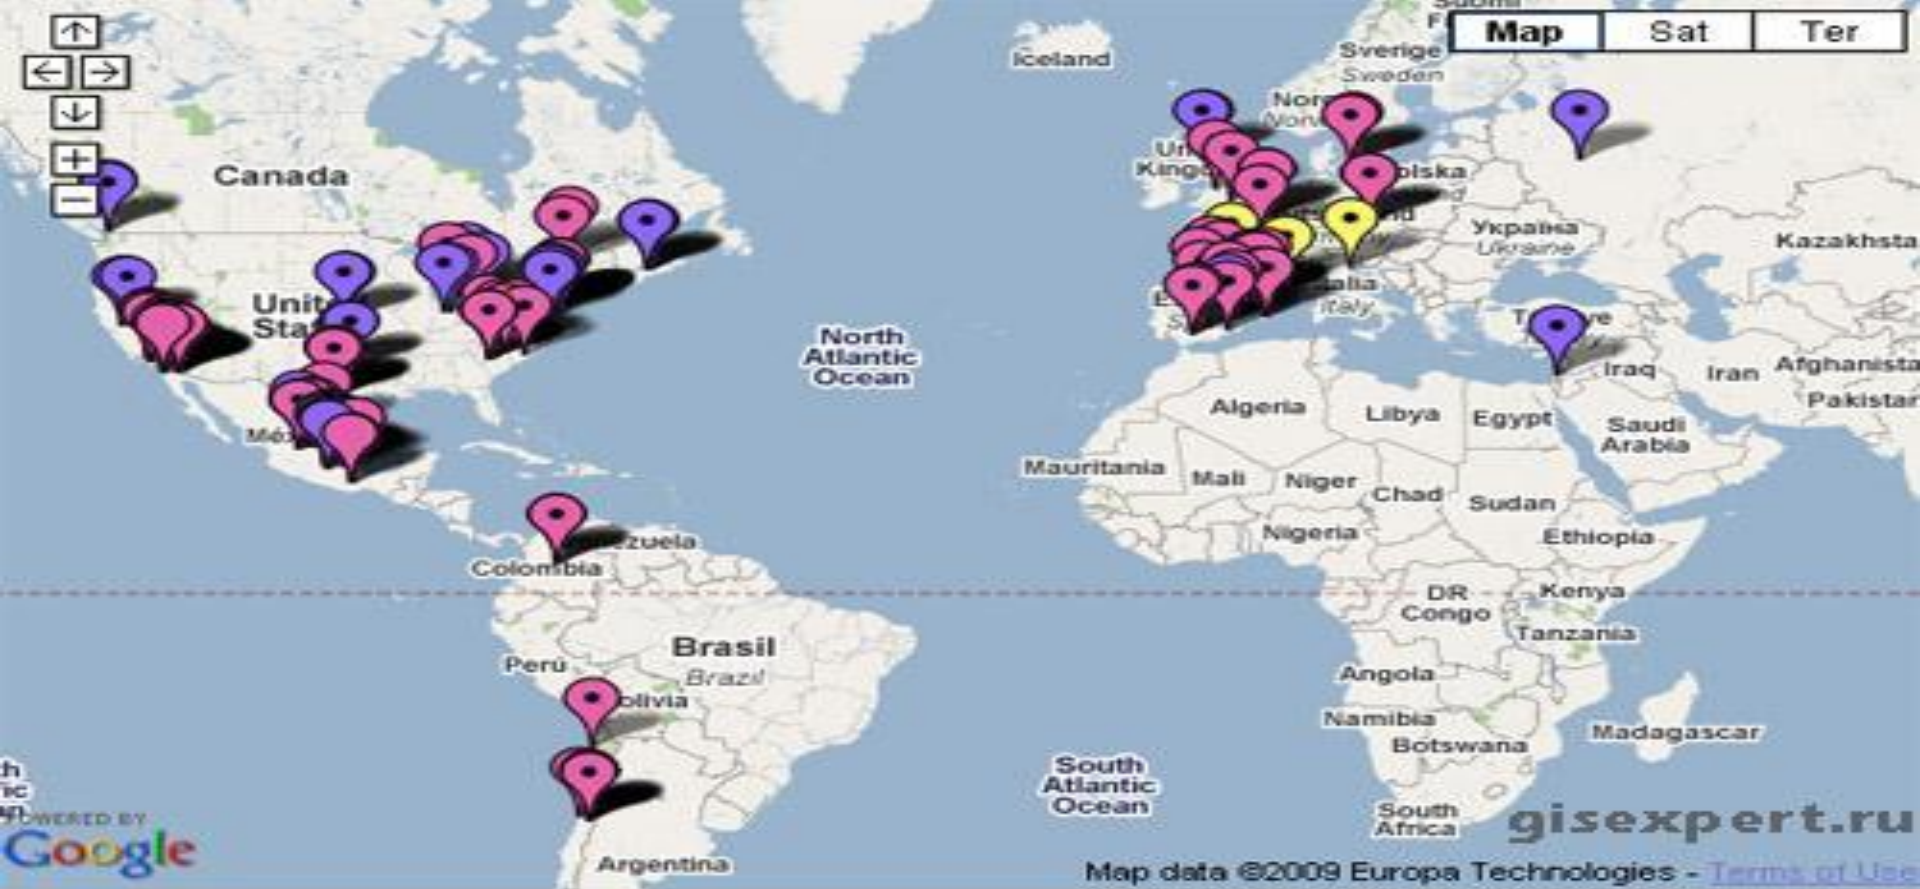 Iceland
Sverige
Sweden
Map
Sat
Ter
Canada
Україна
Ukraine
Kazakhsta
North
Atlantic
Ocean
Italy
Iraq
Iran
Afghanista
Pakistar
Algeria
Libya
Egypt
Saudi
Arabia
Mauritania
Mali
Niger
Chad
Sudan
Nigeria
Ethiopia
Colombia
DR
Congo
Kenya
Tanzania
Brasil
Brazil
Perú
Angola
Namibia
Botswana
Madagascar
South
Atlantic
Ocean
South
Africa
gisexpert.ru
POWERED BY
Google
Argentina
Map data ©2009 Europa Technologies - Terms of Use